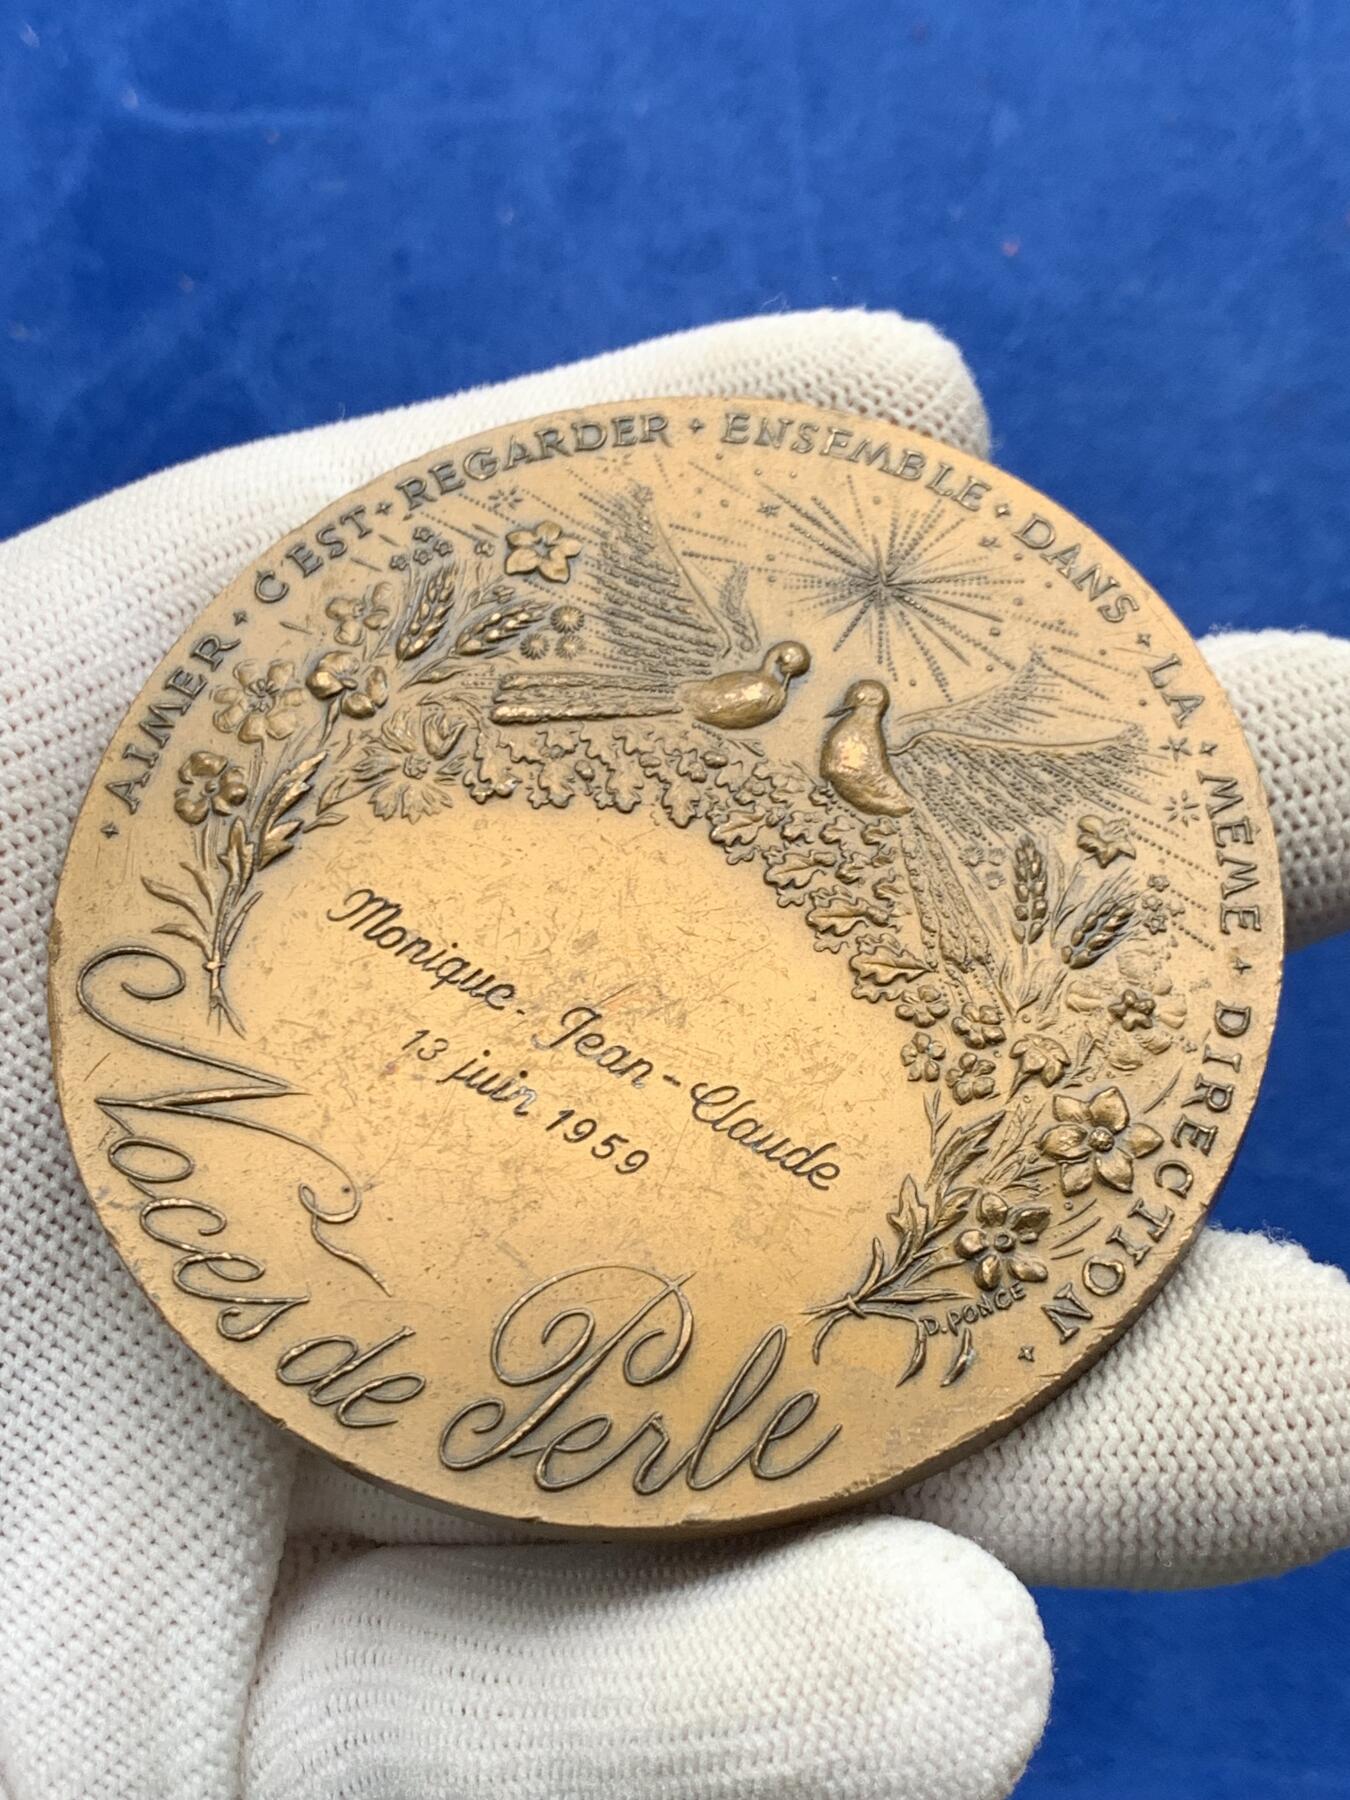 AIMER • C'EST • REGARDER • ENSEMBLE • DANS • LA • MÊME • DIRECTION
Monique - Jean-Claude
13 juin 1959
D. PONCE
Noces de Perle